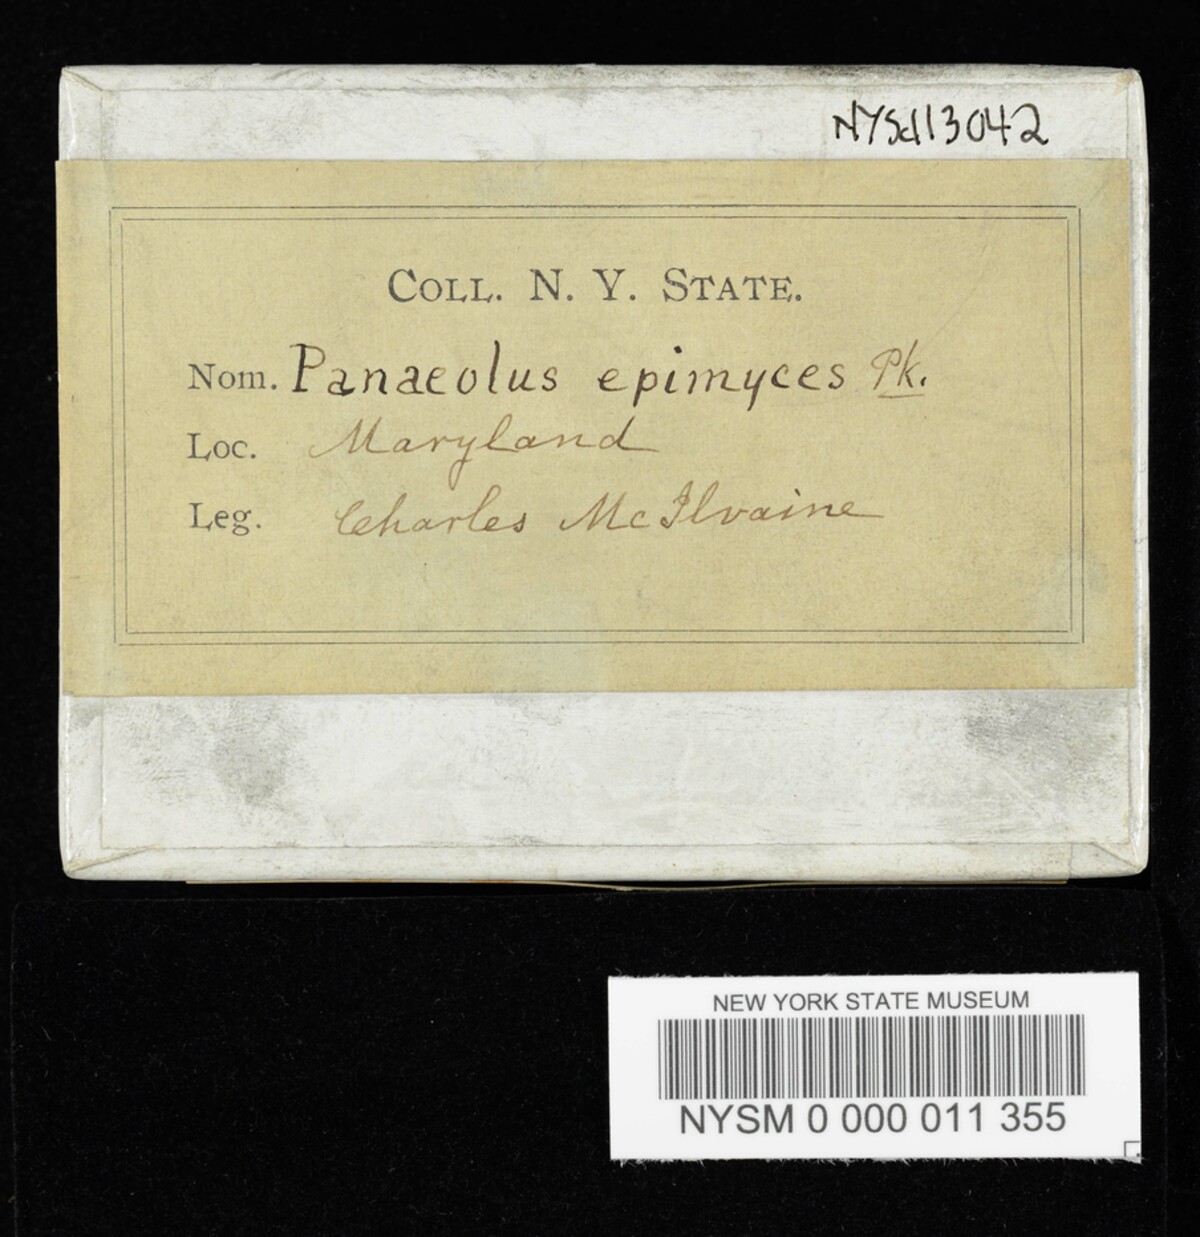 NYSd13042
COLL. N. Y. STATE.
Nom. Panaeolus epimyces Pk.
Loc. Maryland
Leg. Charles McIlvaine
NEW YORK STATE MUSEUM
NYSM 0 000 011 355